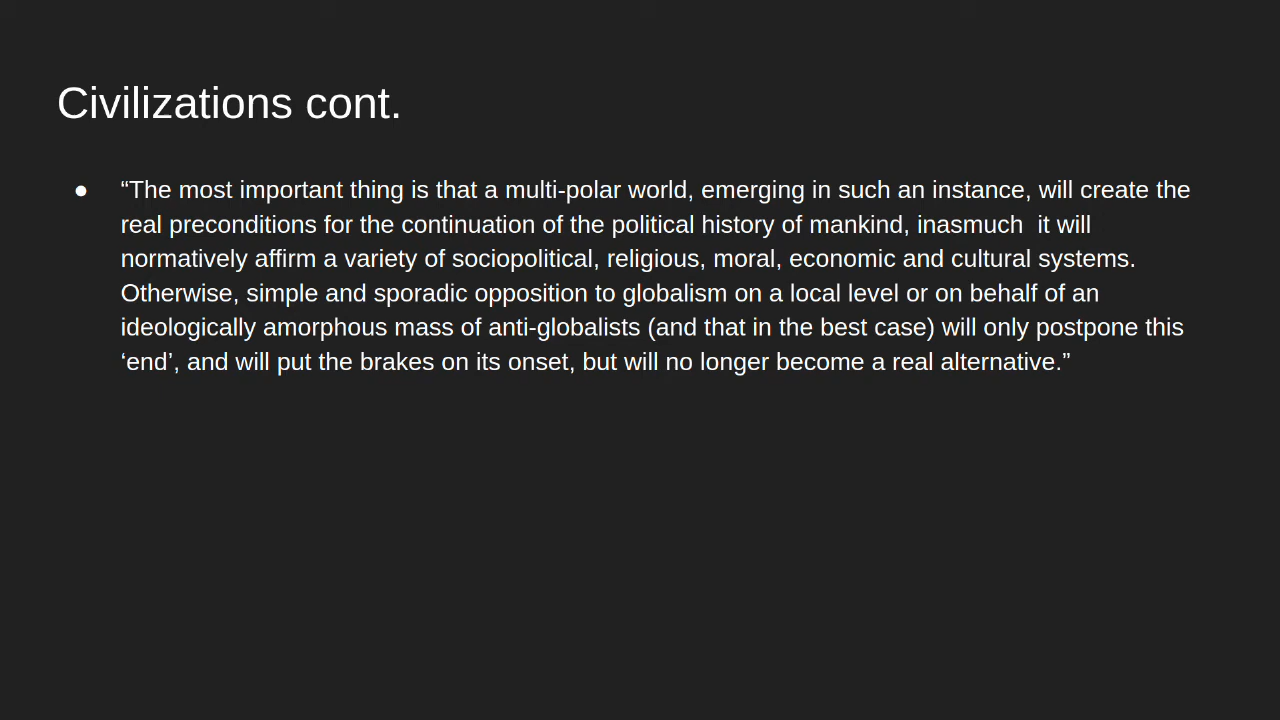 Civilizations cont.
● “The most important thing is that a multi-polar world, emerging in such an instance, will create the
real preconditions for the continuation of the political history of mankind, inasmuch  it will
normatively affirm a variety of sociopolitical, religious, moral, economic and cultural systems.
Otherwise, simple and sporadic opposition to globalism on a local level or on behalf of an
ideologically amorphous mass of anti-globalists (and that in the best case) will only postpone this
‘end’, and will put the brakes on its onset, but will no longer become a real alternative.”